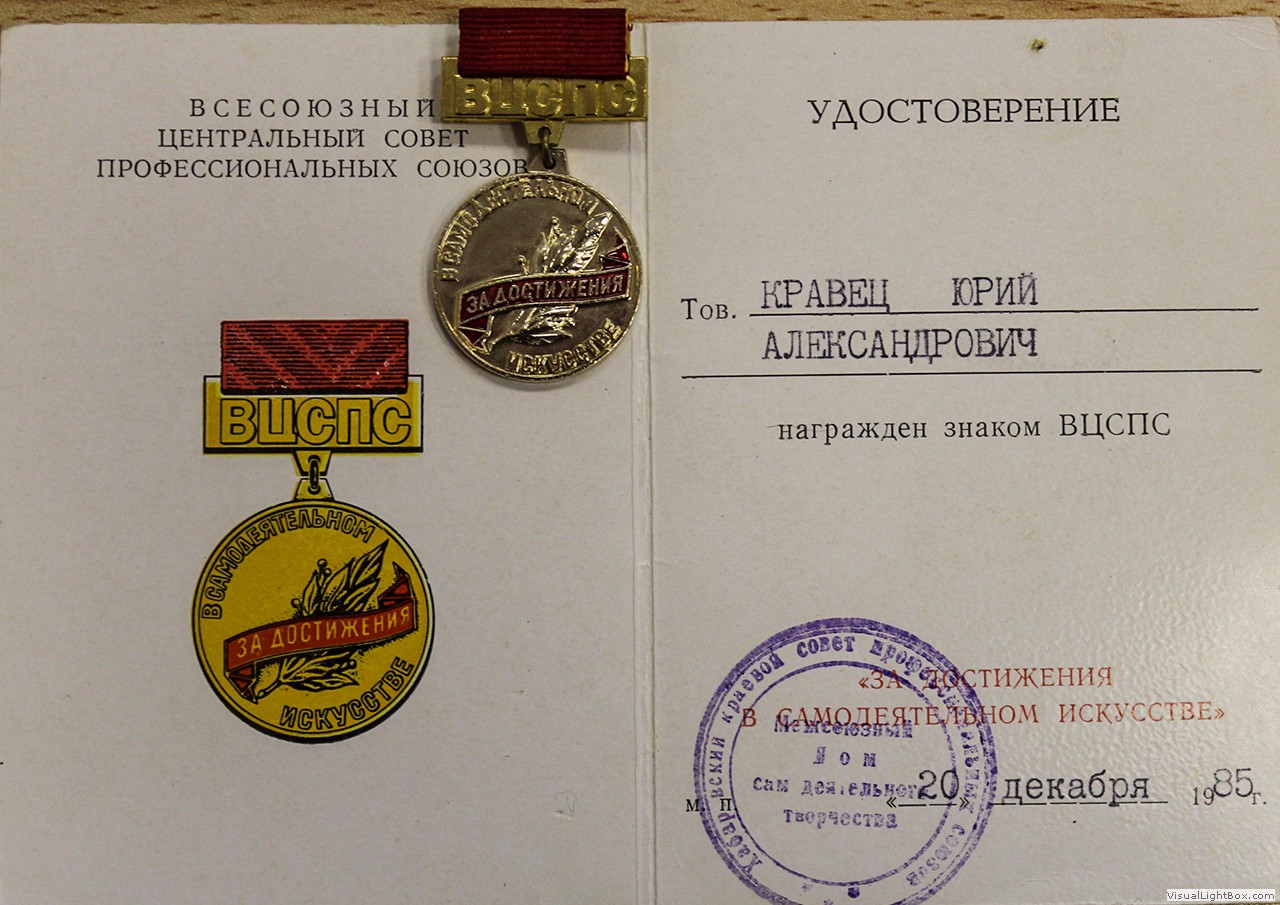 ВСЕСОЮЗНЫЙ
ЦЕНТРАЛЬНЫЙ СОВЕТ
ПРОФЕССИОНАЛЬНЫХ СОЮЗОВ
ВЦСПС
В САМОДЕЯТЕЛЬНОМ
ЗА ДОСТИЖЕНИЯ
ИСКУССТВЕ
ВЦСПС
В САМОДЕЯТЕЛЬНОМ
ЗА ДОСТИЖЕНИЯ
ИСКУССТВЕ
УДОСТОВЕРЕНИЕ
Тов. КРАВЕЦ ЮРИЙ
АЛЕКСАНДРОВИЧ
награжден знаком ВЦСПС
«ЗА ДОСТИЖЕНИЯ
В САМОДЕЯТЕЛЬНОМ ИСКУССТВЕ»
м. п. «20» декабря 1985 г.
Хабаровский краевой совет профессиональных союзов
Межсоюзный
Дом
самодеятельного
творчества
VisualLightBox.com